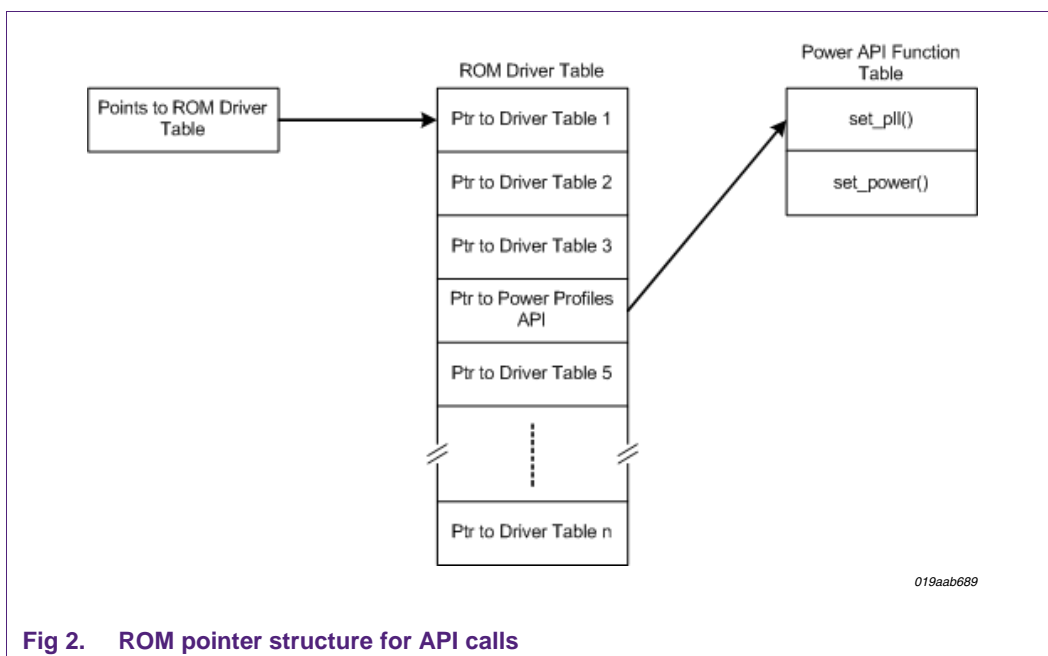 Points to ROM Driver
Table
ROM Driver Table
Ptr to Driver Table 1
Ptr to Driver Table 2
Ptr to Driver Table 3
Ptr to Power Profiles
API
Ptr to Driver Table 5
Ptr to Driver Table n
Power API Function
Table
set_pll()
set_power()
019aab689
Fig 2. ROM pointer structure for API calls